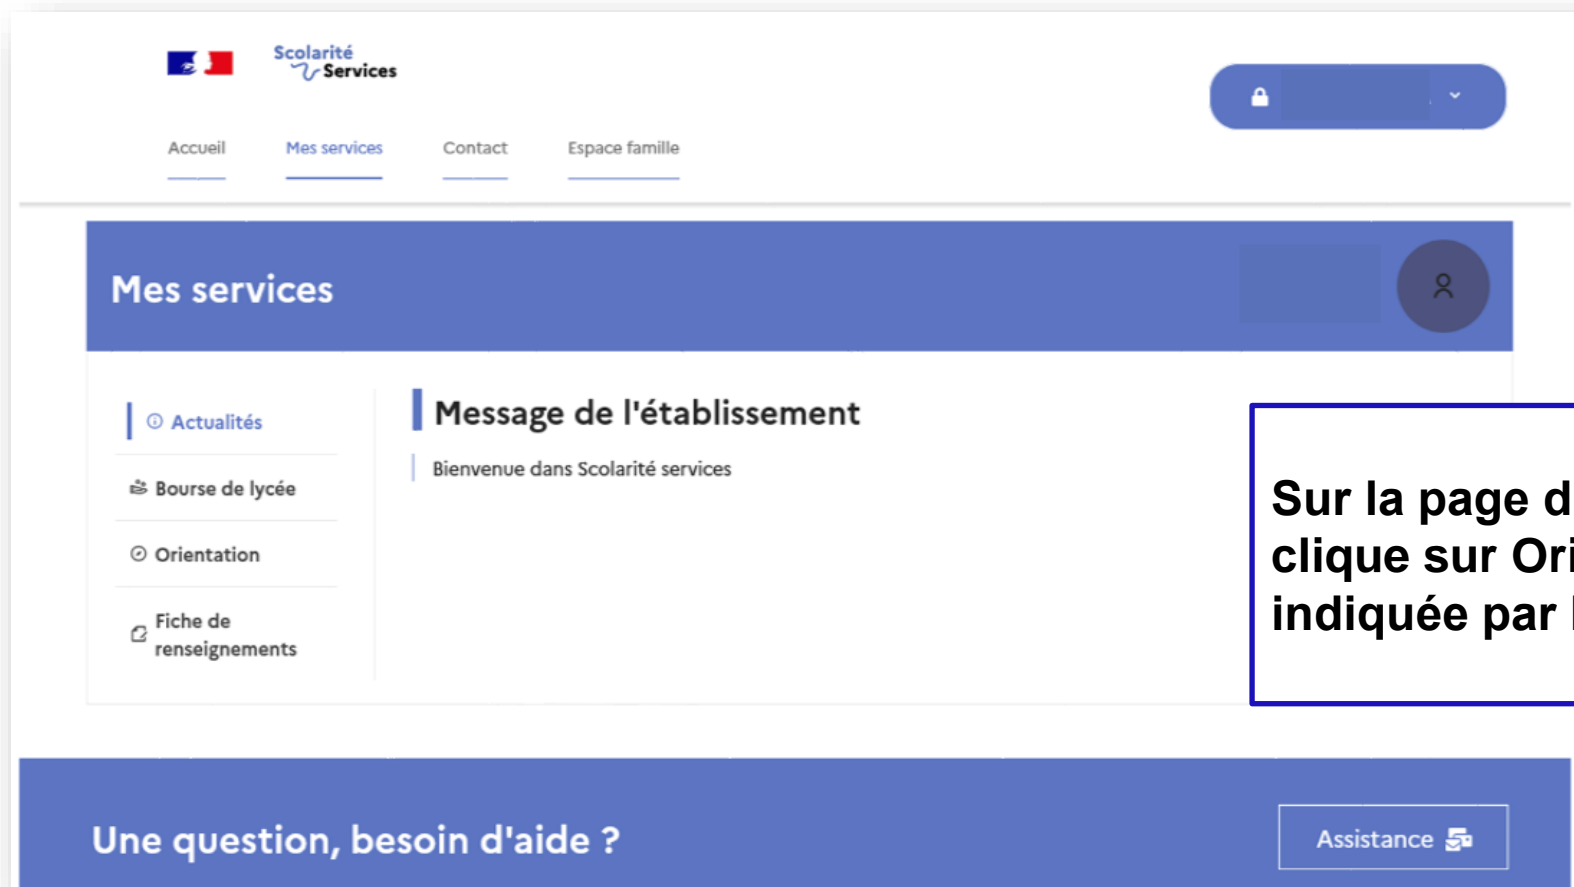 Scolarité
Services
Accueil
Mes services
Contact
Espace famille
Mes services
Actualités
Bourse de lycée
Orientation
Fiche de
renseignements
Message de l'établissement
Bienvenue dans Scolarité services
Sur la page
clique sur
indiquée par
Une question, besoin d'aide ?
Assistance